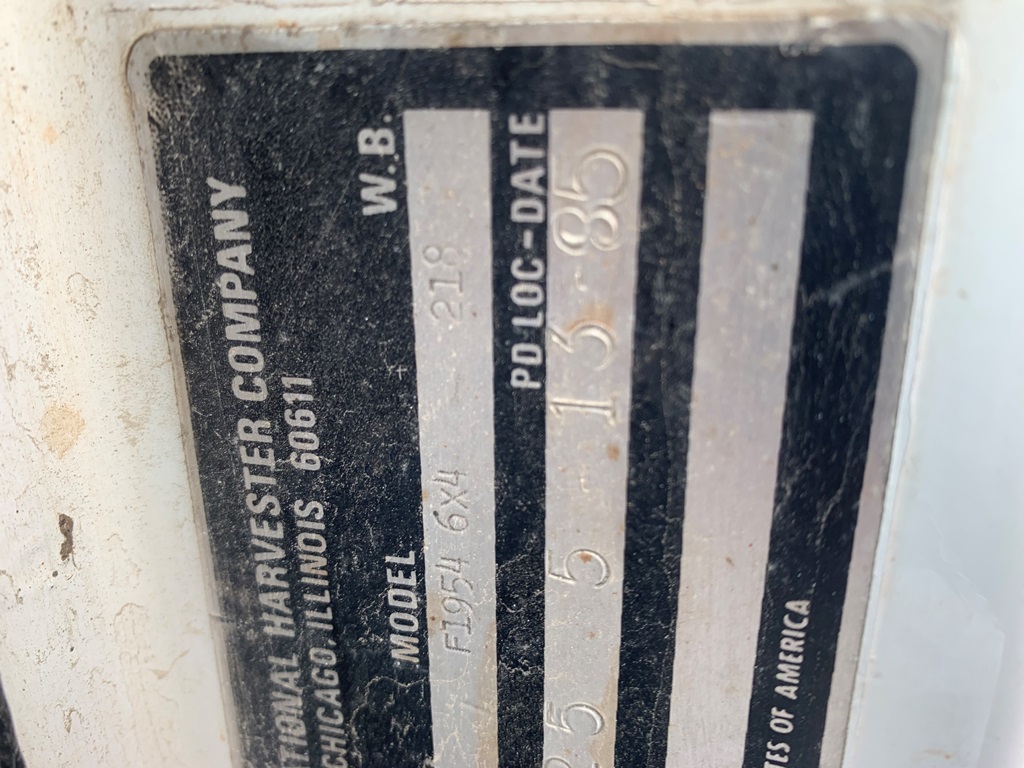 TIONAL HARVESTER COMPANY
CHICAGO, ILLINOIS 60611
MODEL W.B.
F1954 6X4 218
PD LOC-DATE
25 5 5-13-85
TES OF AMERICA